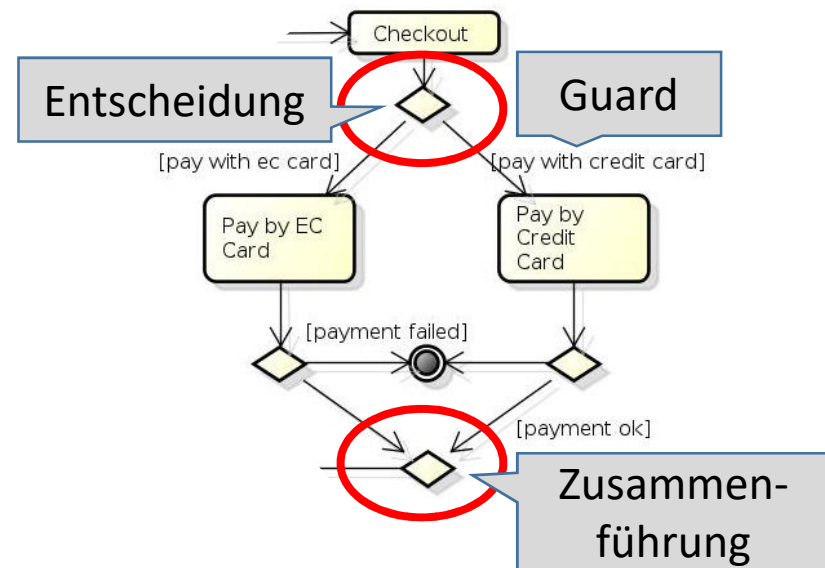 Checkout
Entscheidung
Guard
[pay with ec card]
[pay with credit card]
Pay by EC
Card
Pay by
Credit
Card
[payment failed]
[payment ok]
Zusammen-
führung